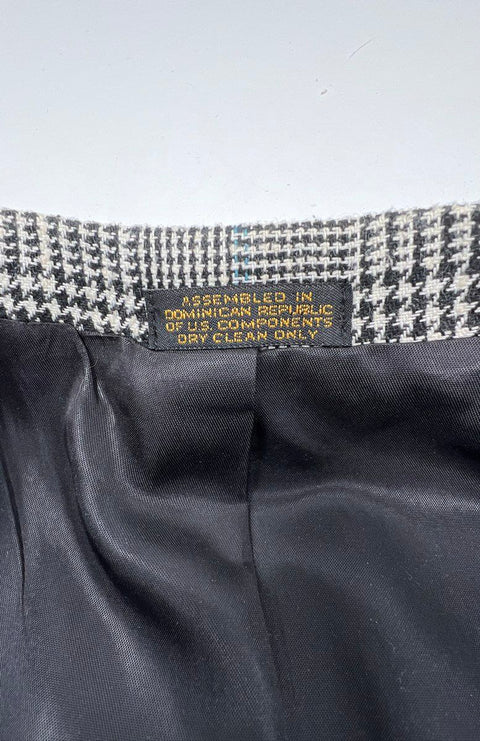 ASSEMBLED IN
DOMINICAN REPUBLIC
OF U.S. COMPONENTS
DRY CLEAN ONLY